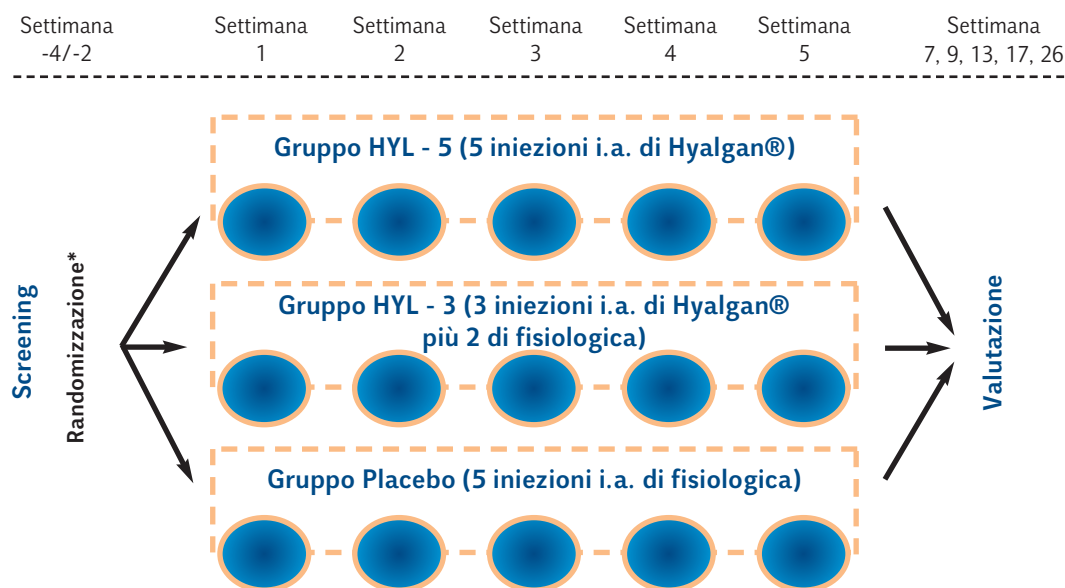 Settimana Settimana Settimana Settimana Settimana Settimana Settimana
-4/-2 1 2 3 4 5 7, 9, 13, 17, 26
Gruppo HYL - 5 (5 iniezioni i.a. di Hyalgan®)
Screening
Randomizzazione*
Gruppo HYL - 3 (3 iniezioni i.a. di Hyalgan®
più 2 di fisiologica)
Valutazione
Gruppo Placebo (5 iniezioni i.a. di fisiologica)